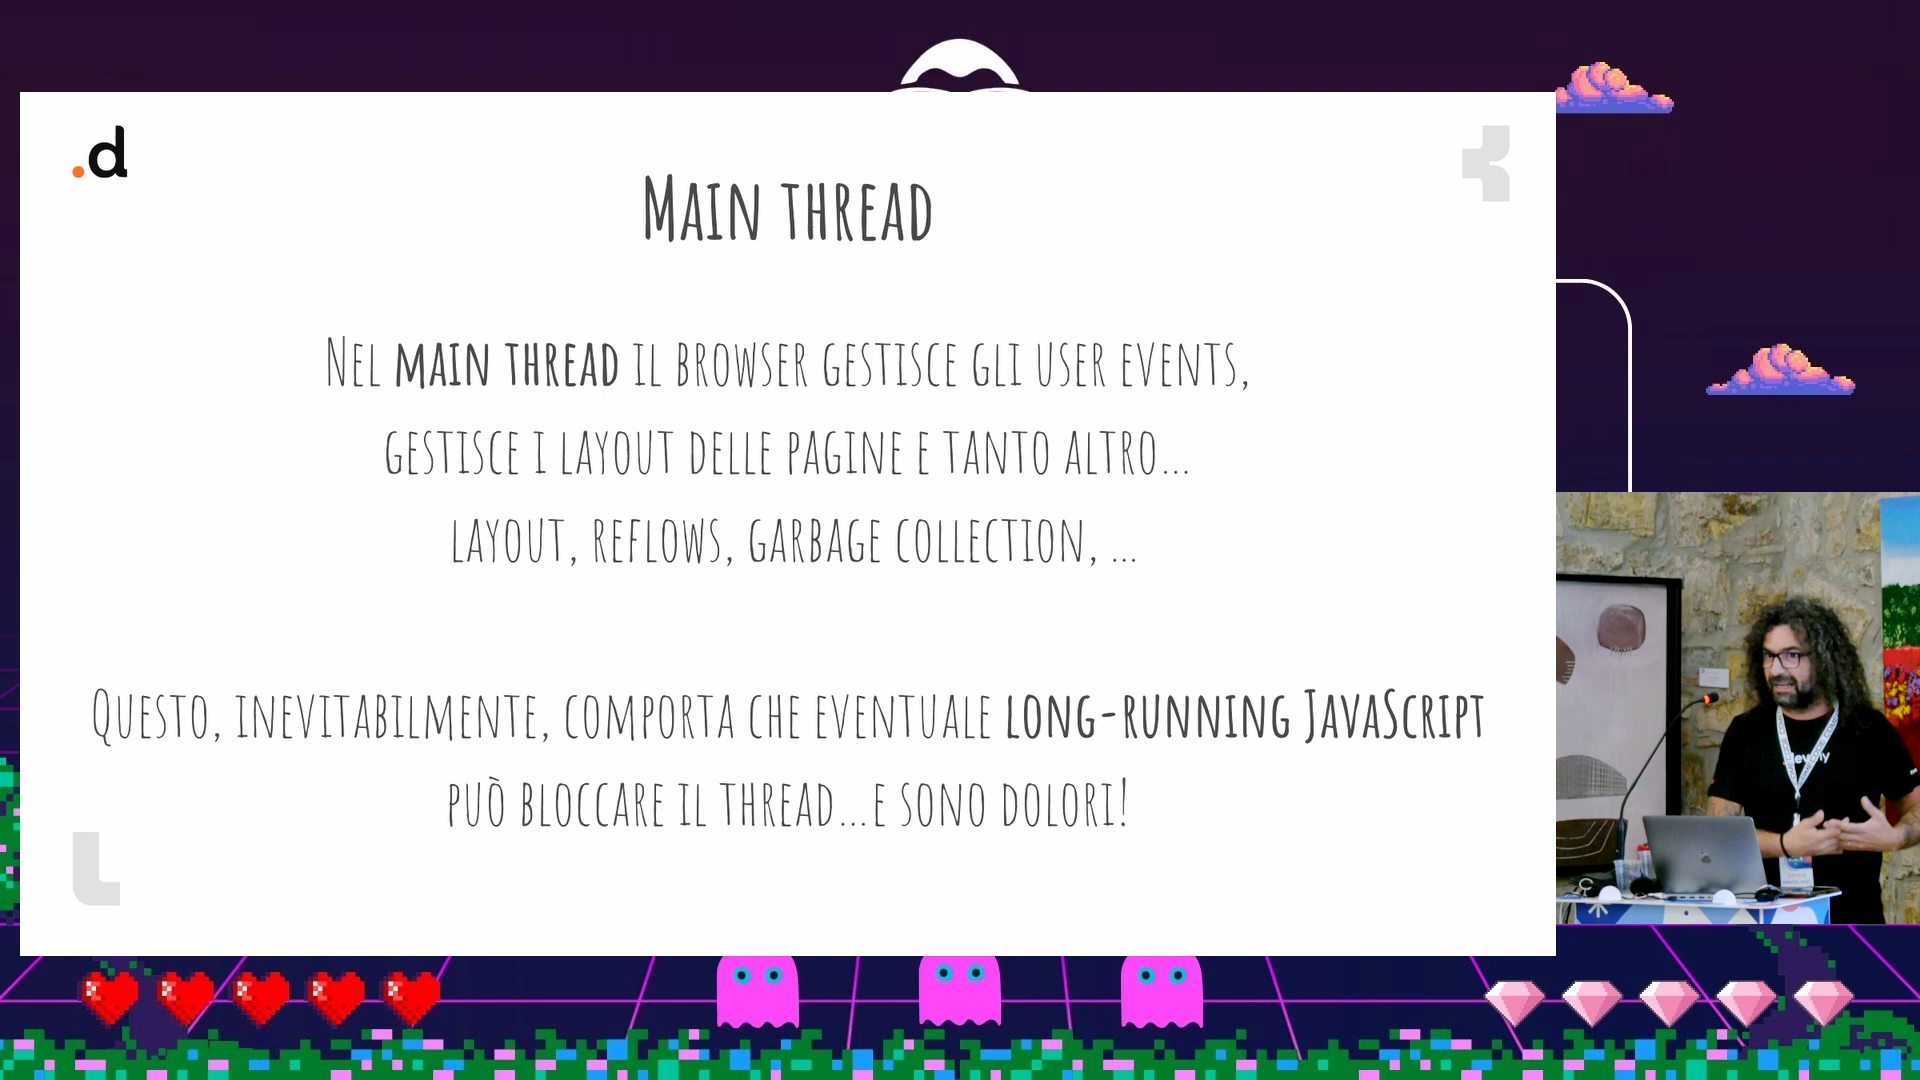 .d
Main thread
Nel main thread il browser gestisce gli user events,
gestisce i layout delle pagine e tanto altro...
layout, reflows, garbage collection, ...
Questo, inevitabilmente, comporta che eventuale long-running JavaScript
può bloccare il thread...e sono dolori!